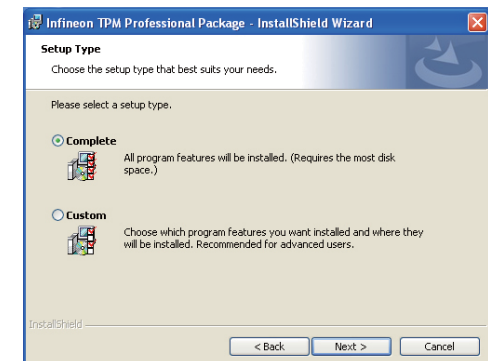 Infineon TPM Professional Package - InstallShield Wizard
Setup Type
Choose the setup type that best suits your needs.
Please select a setup type.
Complete
All program features will be installed. (Requires the most disk
space.)
Custom
Choose which program features you want installed and where they
will be installed. Recommended for advanced users.
InstallShield
< Back
Next >
Cancel